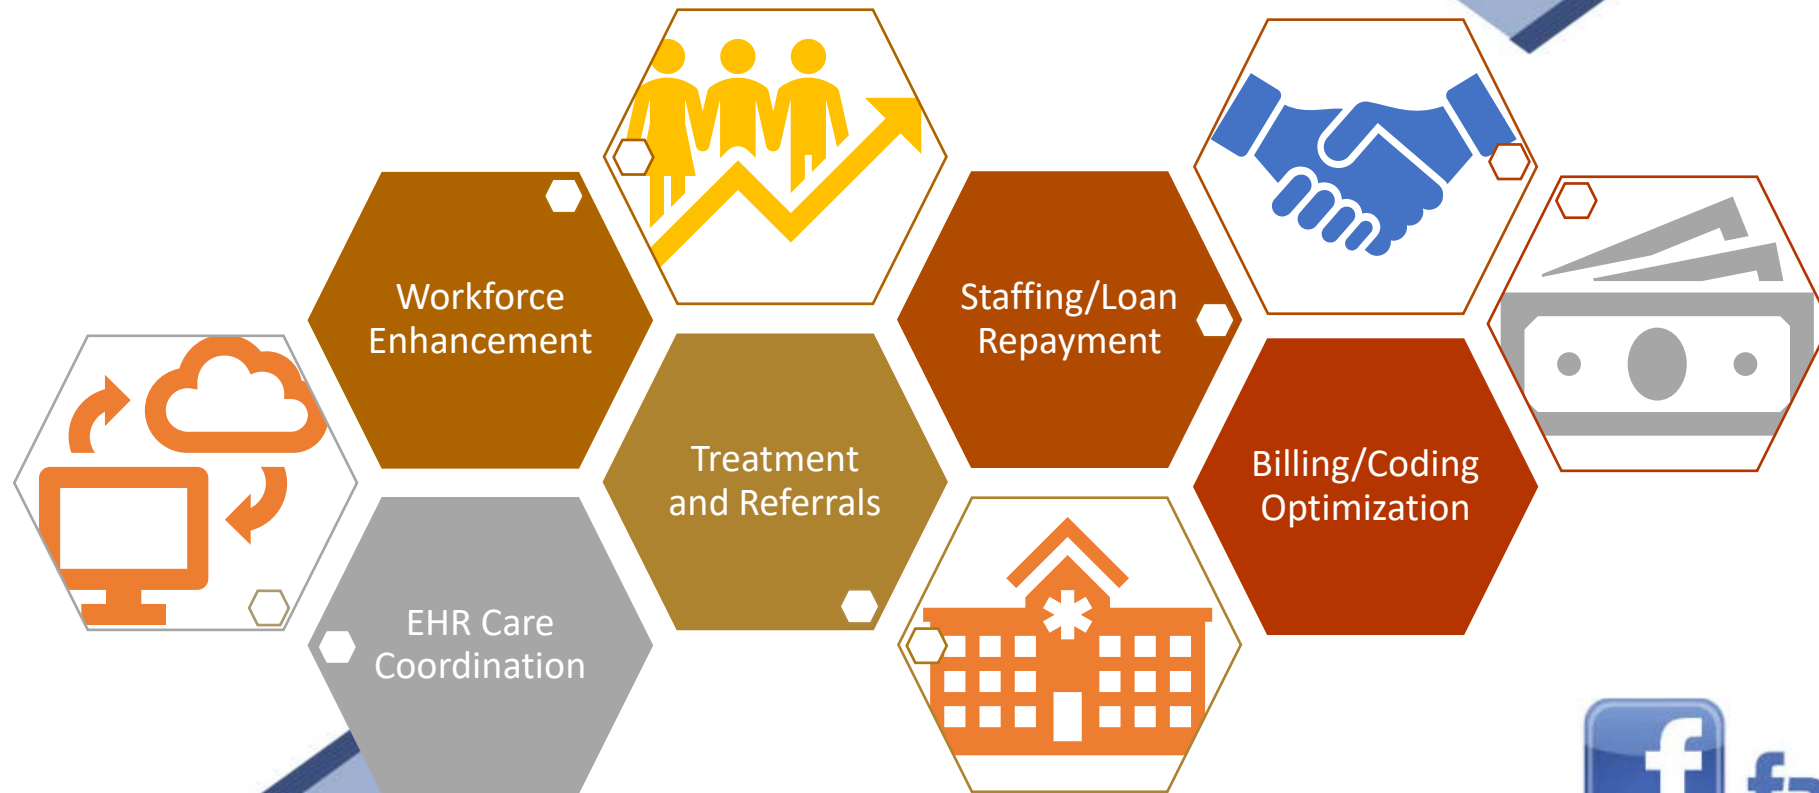 Workforce
Enhancement
Staffing/Loan
Repayment
Treatment
and Referrals
Billing/Coding
Optimization
EHR Care
Coordination
f